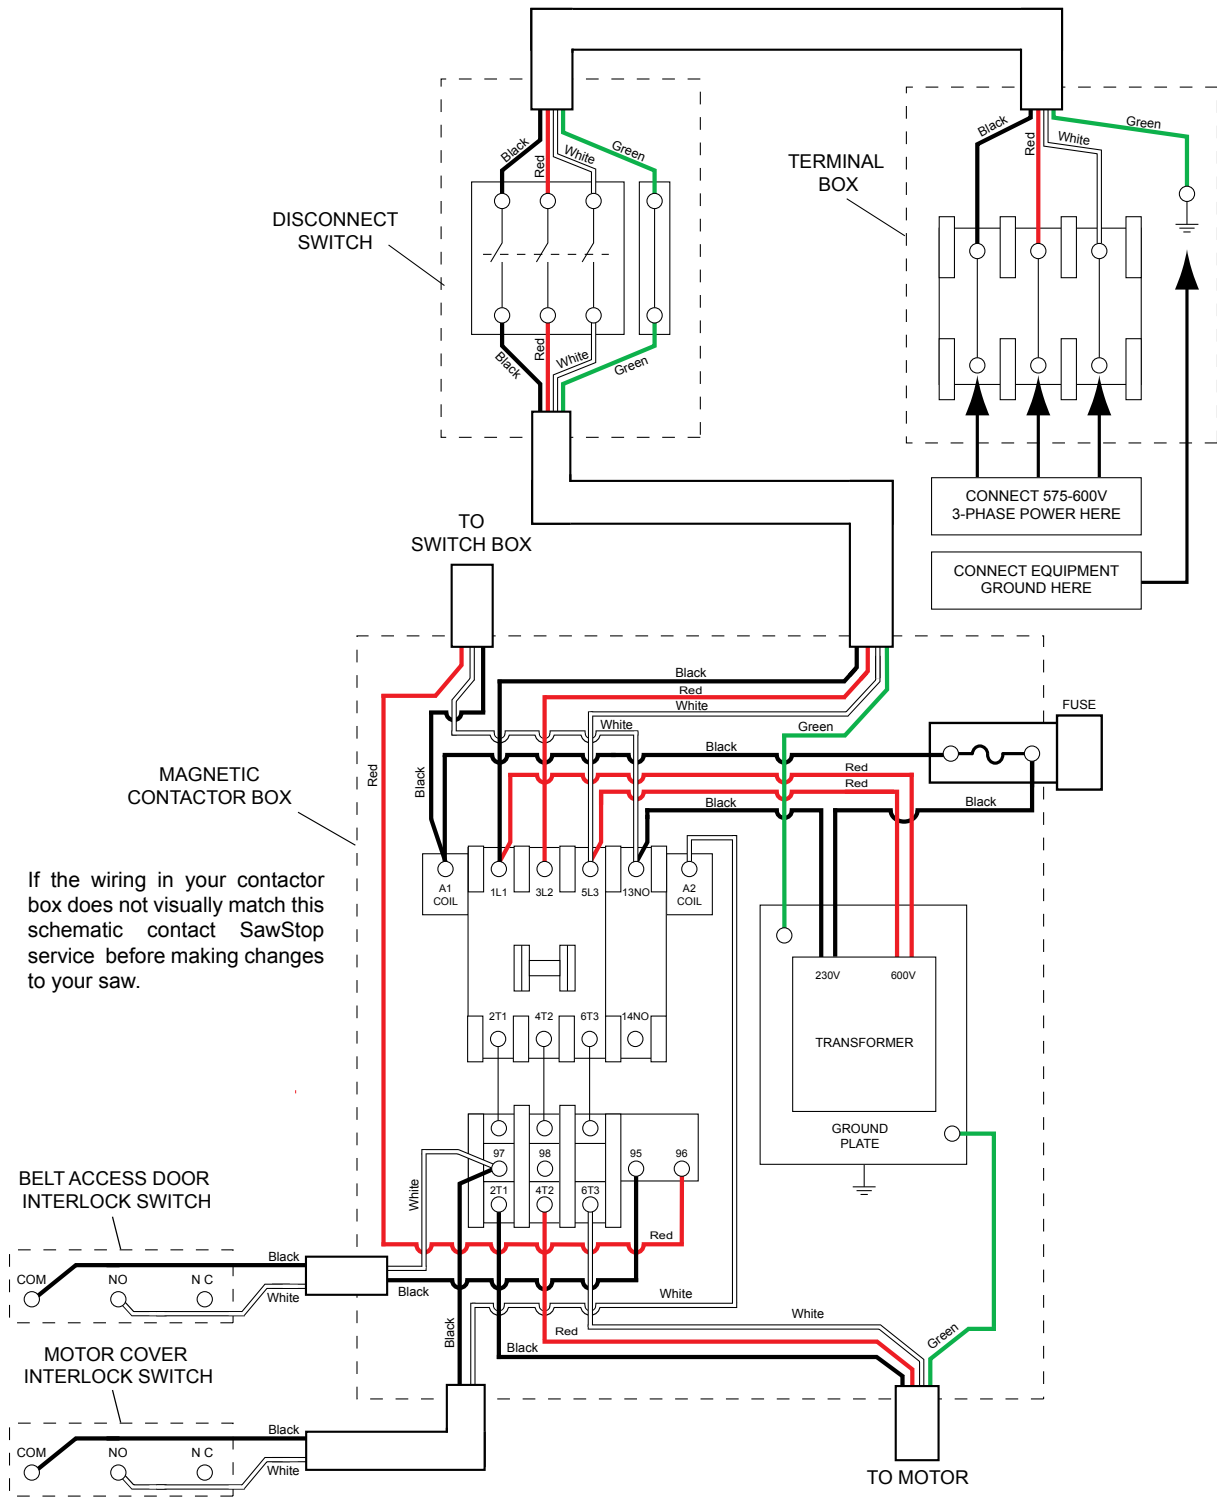 Black
Red
White
Green
DISCONNECT
SWITCH
Black
Red
White
Green
Black
Red
White
Green
TERMINAL
BOX
CONNECT 575-600V
3-PHASE POWER HERE
CONNECT EQUIPMENT
GROUND HERE
TO
SWITCH BOX
Black
Red
White
White
Green
Black
FUSE
Red
Black
Red
Red
Black
Black
MAGNETIC
CONTACTOR BOX
If the wiring in your contactor
box does not visually match this
schematic contact SawStop
service before making changes
to your saw.
A1
COIL
1L1
3L2
5L3
13NO
A2
COIL
2T1
4T2
6T3
14NO
230V
600V
TRANSFORMER
GROUND
PLATE
97
98
95
96
2T1
4T2
6T3
White
Red
BELT ACCESS DOOR
INTERLOCK SWITCH
COM
NO
N C
Black
White
Black
White
Black
Red
Black
White
Green
MOTOR COVER
INTERLOCK SWITCH
COM
NO
N C
Black
White
TO MOTOR